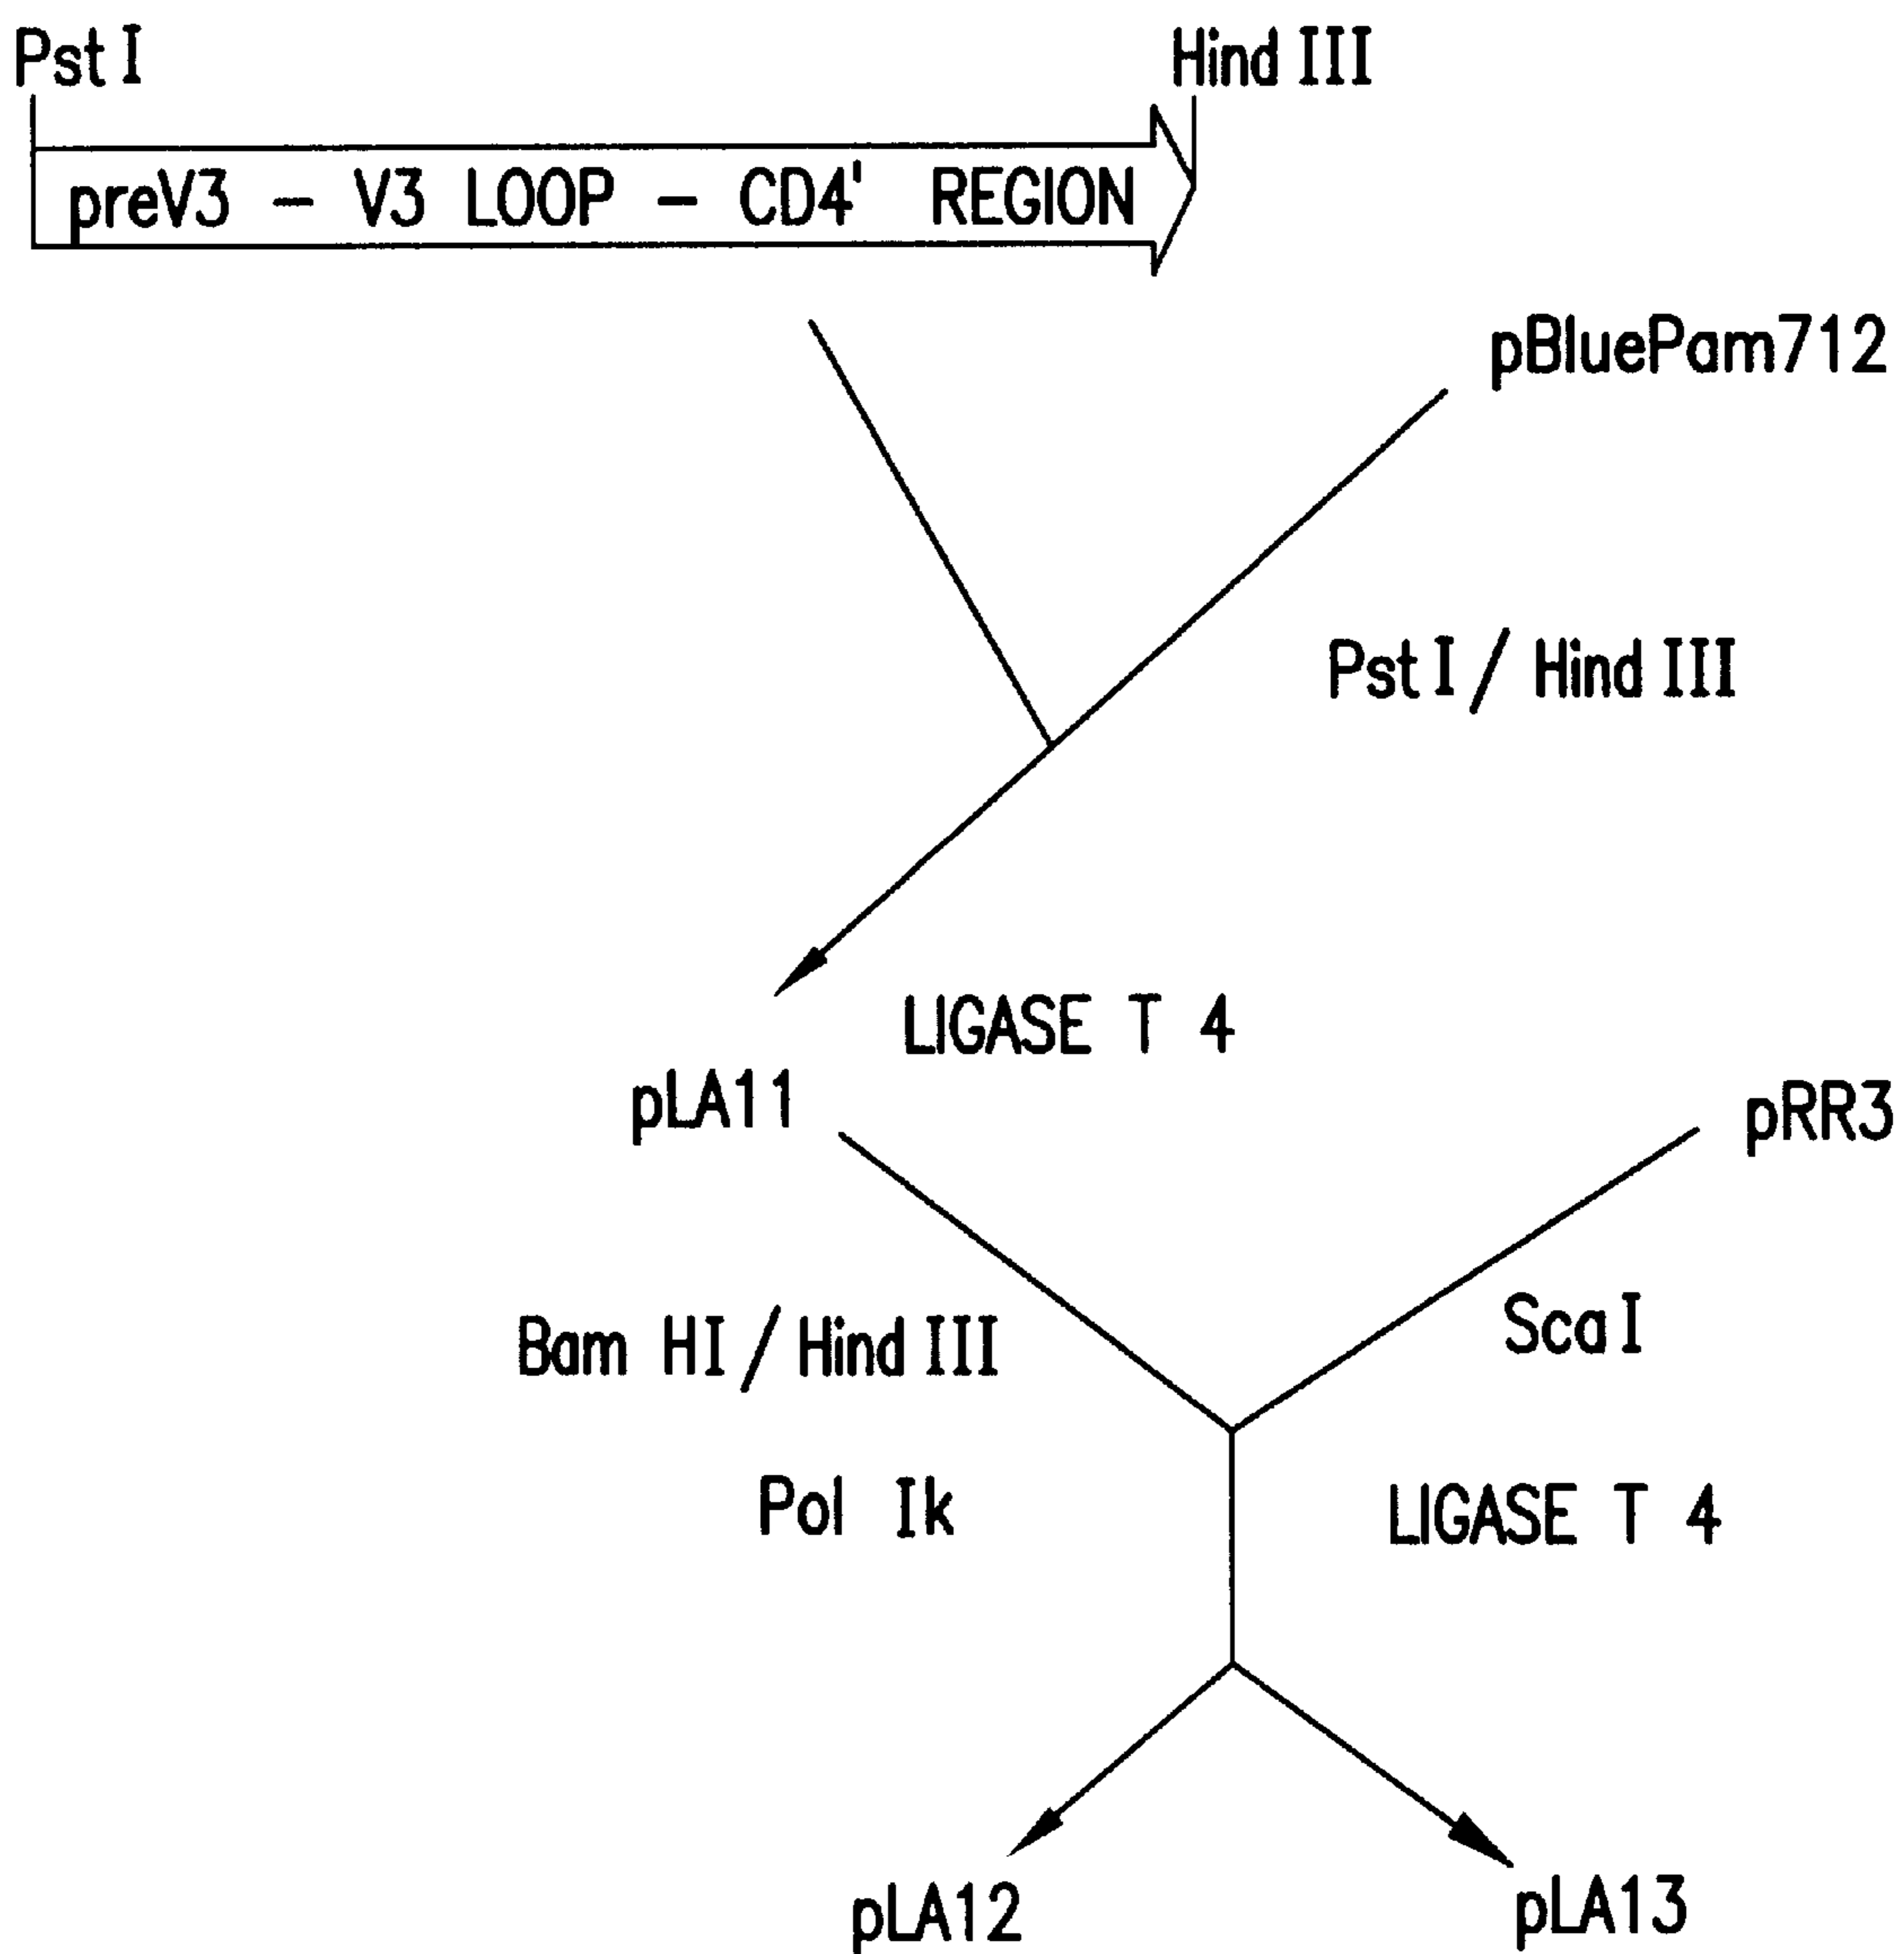 Pst I
Hind III
preV3 – V3 LOOP – CD4' REGION
pBluePam712
Pst I / Hind III
LIGASE T 4
pLA11
pRR3
Bam HI / Hind III
Sca I
Pol Ik
LIGASE T 4
pLA12
pLA13